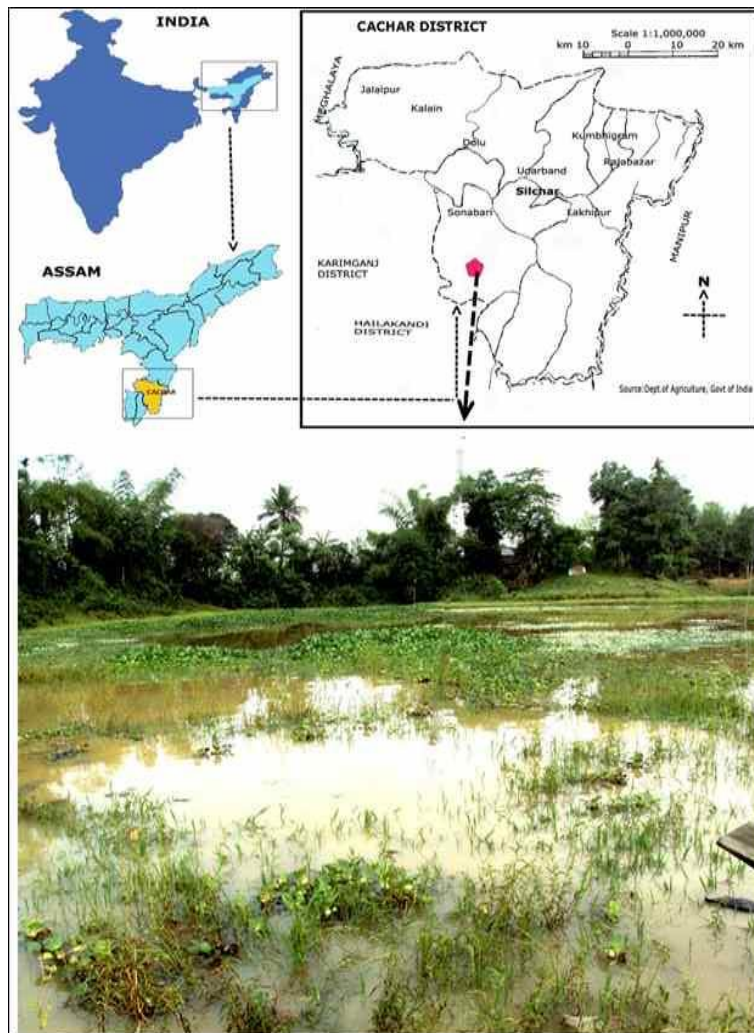 INDIA
CACHAR DISTRICT
Scale 1:1,000,000
km 10 0 10 20 km
MEGHALAYA
Jalalpur
Kalain
Dolu
Kumbhigram
Rajabazar
Udarband
Silchar
Sonabari
Lakhipur
MANIPUR
KARIMGANJ
DISTRICT
N
HAILAKANDI
DISTRICT
Source: Dept.of Agriculture, Govt of India
ASSAM
CACHAR